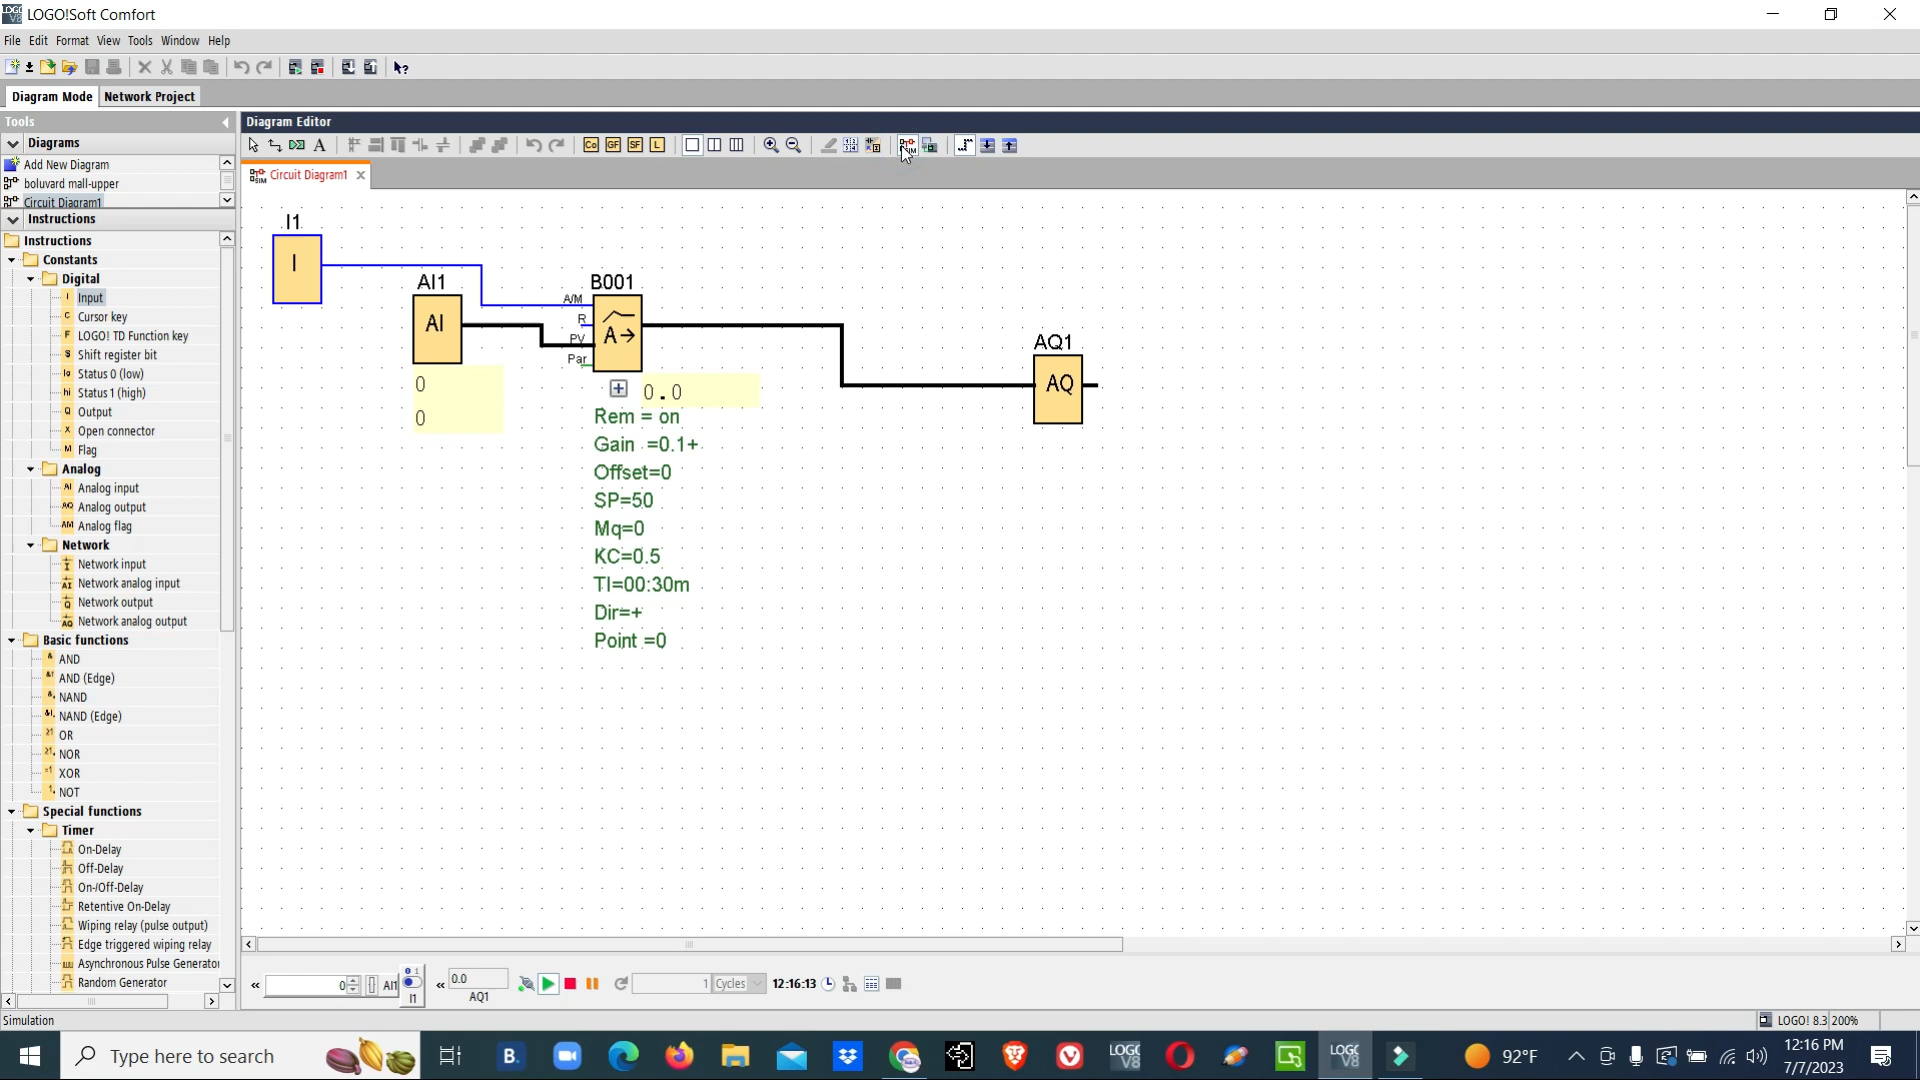 LOGO!Soft Comfort
File Edit Format View Tools Window Help
Diagram Mode Network Project
Tools
Diagrams
Add New Diagram
boluvard mall-upper
Circuit Diagram1
Instructions
Instructions
Constants
Digital
Input
Cursor key
LOGO! TD Function key
Shift register bit
Status 0 (low)
Status 1 (high)
Output
Open connector
Flag
Analog
Analog input
Analog output
Analog flag
Network
Network input
Network analog input
Network output
Network analog output
Basic functions
AND
AND (Edge)
NAND
NAND (Edge)
OR
NOR
XOR
NOT
Special functions
Timer
On-Delay
Off-Delay
On-/Off-Delay
Retentive On-Delay
Wiping relay (pulse output)
Edge triggered wiping relay
Asynchronous Pulse Generator
Random Generator
Diagram Editor
Co GF SF L
Circuit Diagram1
I1
I
AI1
AI
0
0
B001
A/M
R
PV
Par
A→
0.0
Rem = on
Gain =0.1+
Offset=0
SP=50
Mq=0
KC=0.5
TI=00:30m
Dir=+
Point =0
AQ1
AQ
0 AI1
0 1
I1
0.0
AQ1
1 Cycles 12:16:13
Simulation
LOGO! 8.3 200%
Type here to search
92°F
12:16 PM
7/7/2023